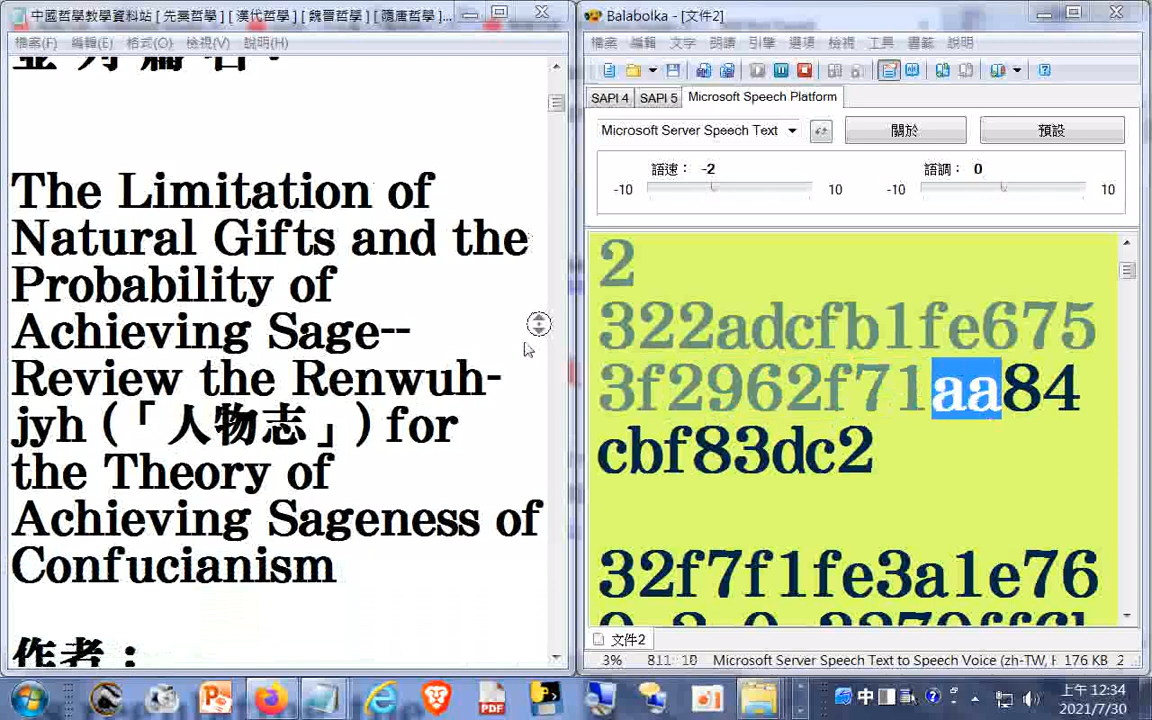 中國哲學教學資料站 [ 先秦哲學 ] [ 漢代哲學 ] [ 魏晉哲學 ] [ 隋唐哲學 ]...
檔案(F) 編輯(E) 格式(O) 檢視(V) 說明(H)
The Limitation of
Natural Gifts and the
Probability of
Achieving Sage--
Review the Renwuh-
jyh (「人物志」) for
the Theory of
Achieving Sageness of
Confucianism
作者：
Balabolka - [文件2]
檔案 編輯 文字 朗讀 引擎 選項 檢視 工具 書籤 說明
SAPI 4 SAPI 5 Microsoft Speech Platform
Microsoft Server Speech Text 關於 預設
語速： -2 語調： 0
-10 10 -10 10
2
322adcfb1fe675
3f2962f71aa84
cbf83dc2
32f7f1fe3a1e76
文件2
3% 811: 10 Microsoft Server Speech Text to Speech Voice (zh-TW, H 176 KB 2
PDF
中
上午 12:34
2021/7/30